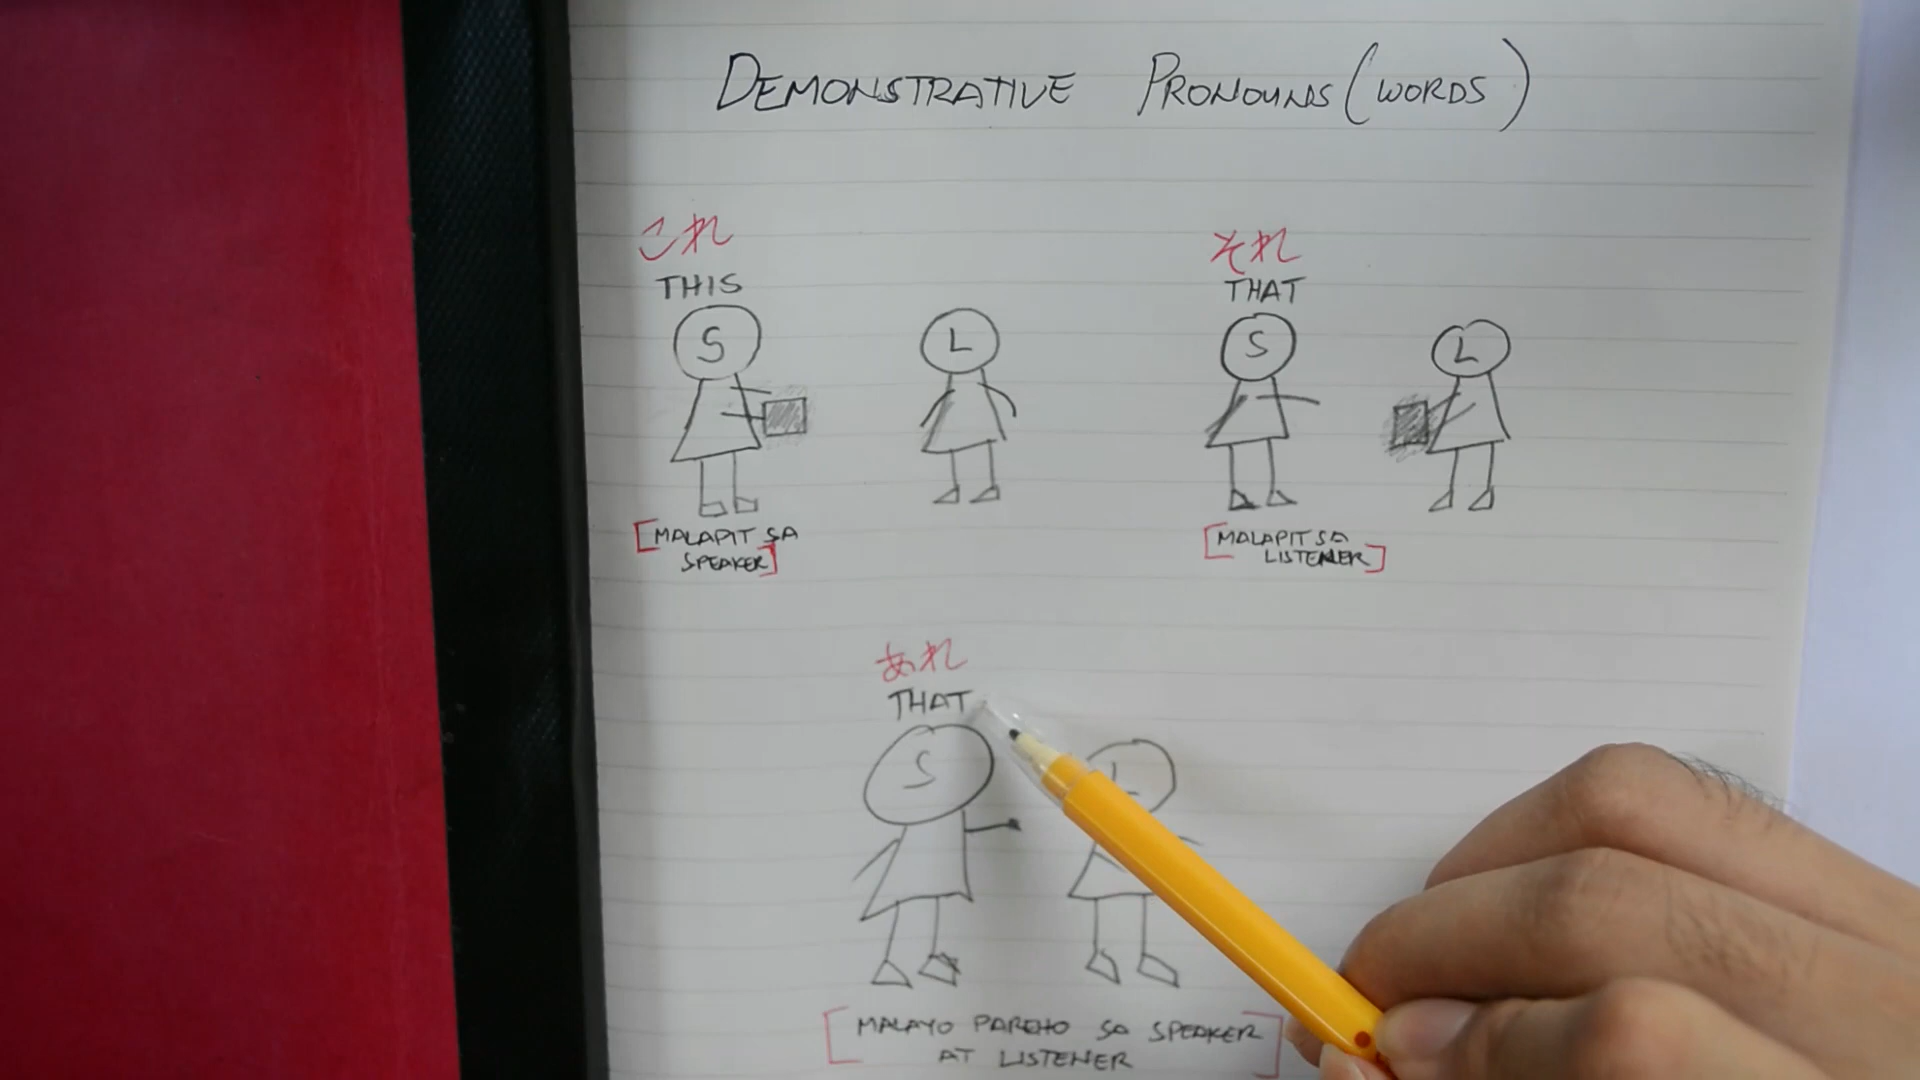 DEMONSTRATIVE PRONOUNS (WORDS)
これ
THIS
S
L
[MALAPIT SA
SPEAKER]
それ
THAT
S
L
[MALAPIT SA
LISTENER]
あれ
THAT
S
L
[MALAYO PAREHO SA SPEAKER
AT LISTENER]